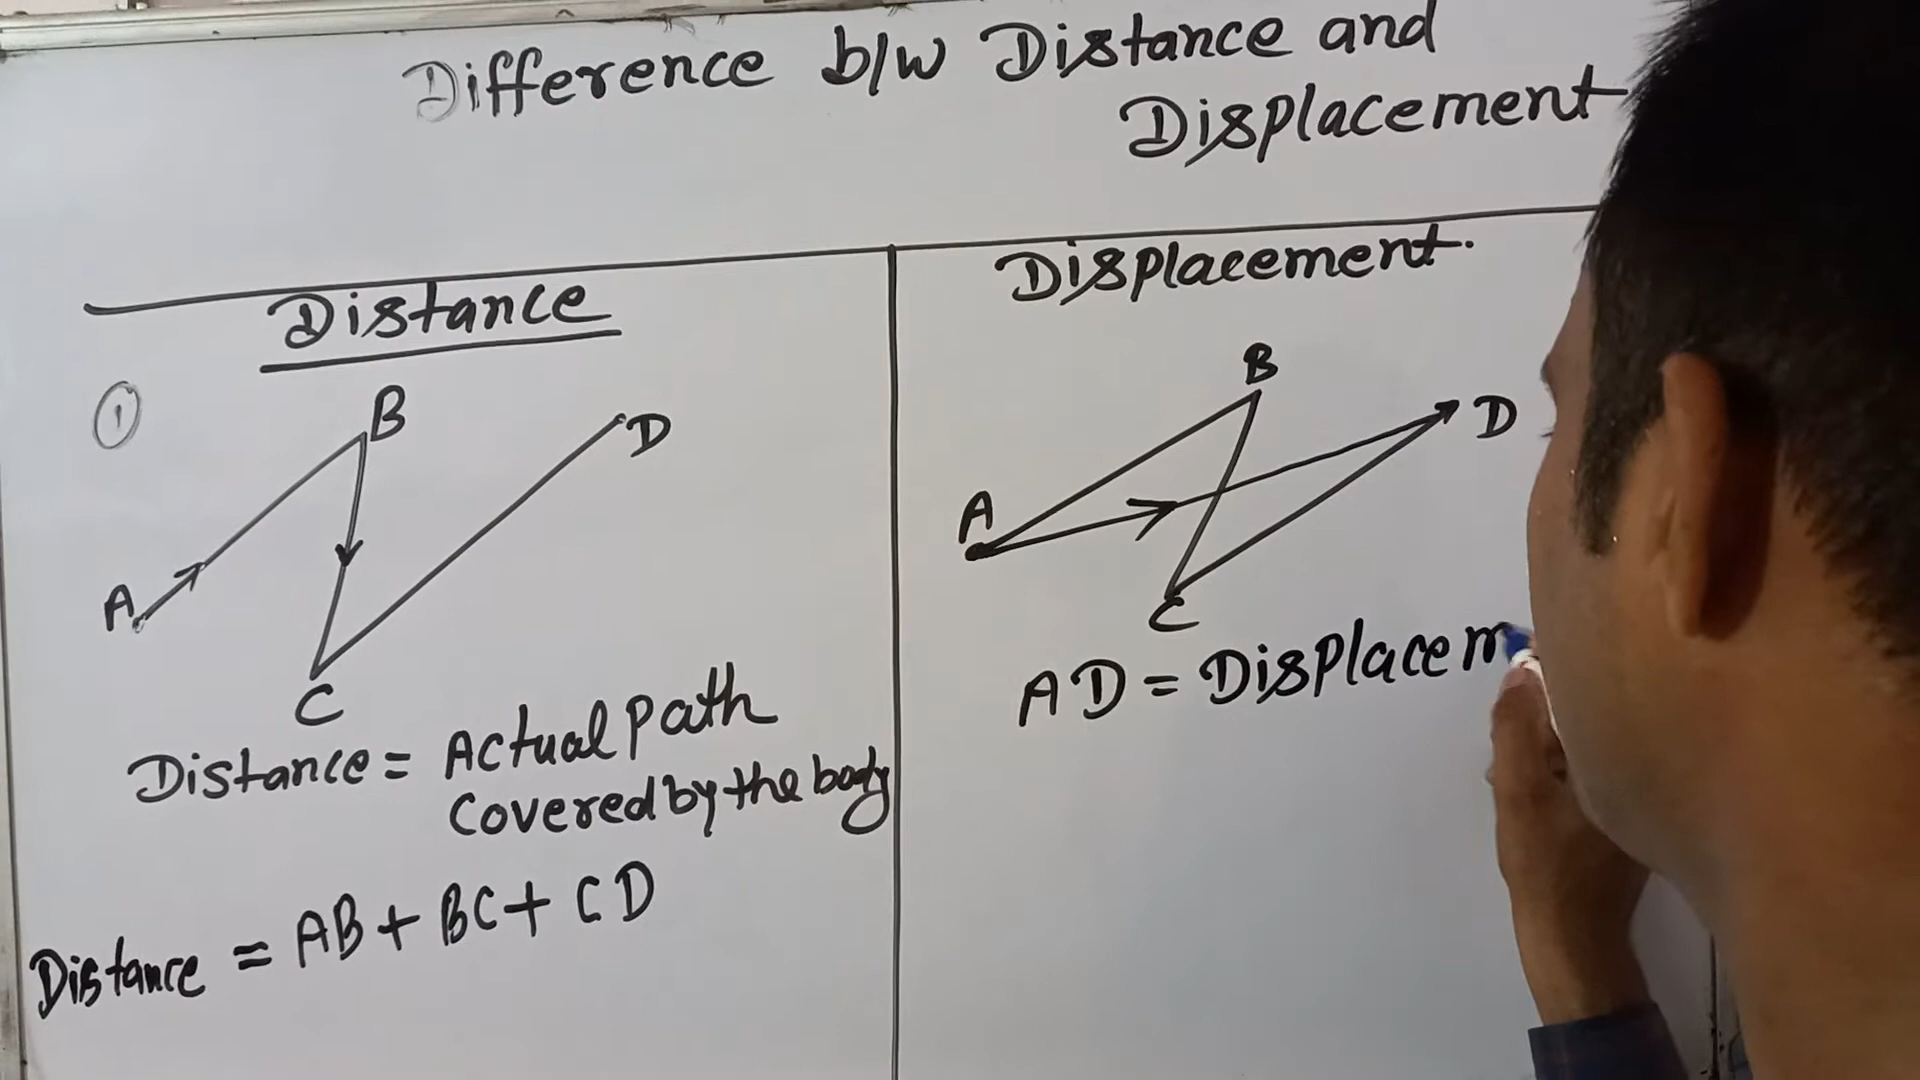 Difference b/w Distance and
Displacement
Distance
①
B
D
A
C
Distance = Actual Path
Covered by the body
Distance = AB + BC + CD
Displacement.
B
D
A
C
AD = Displacem